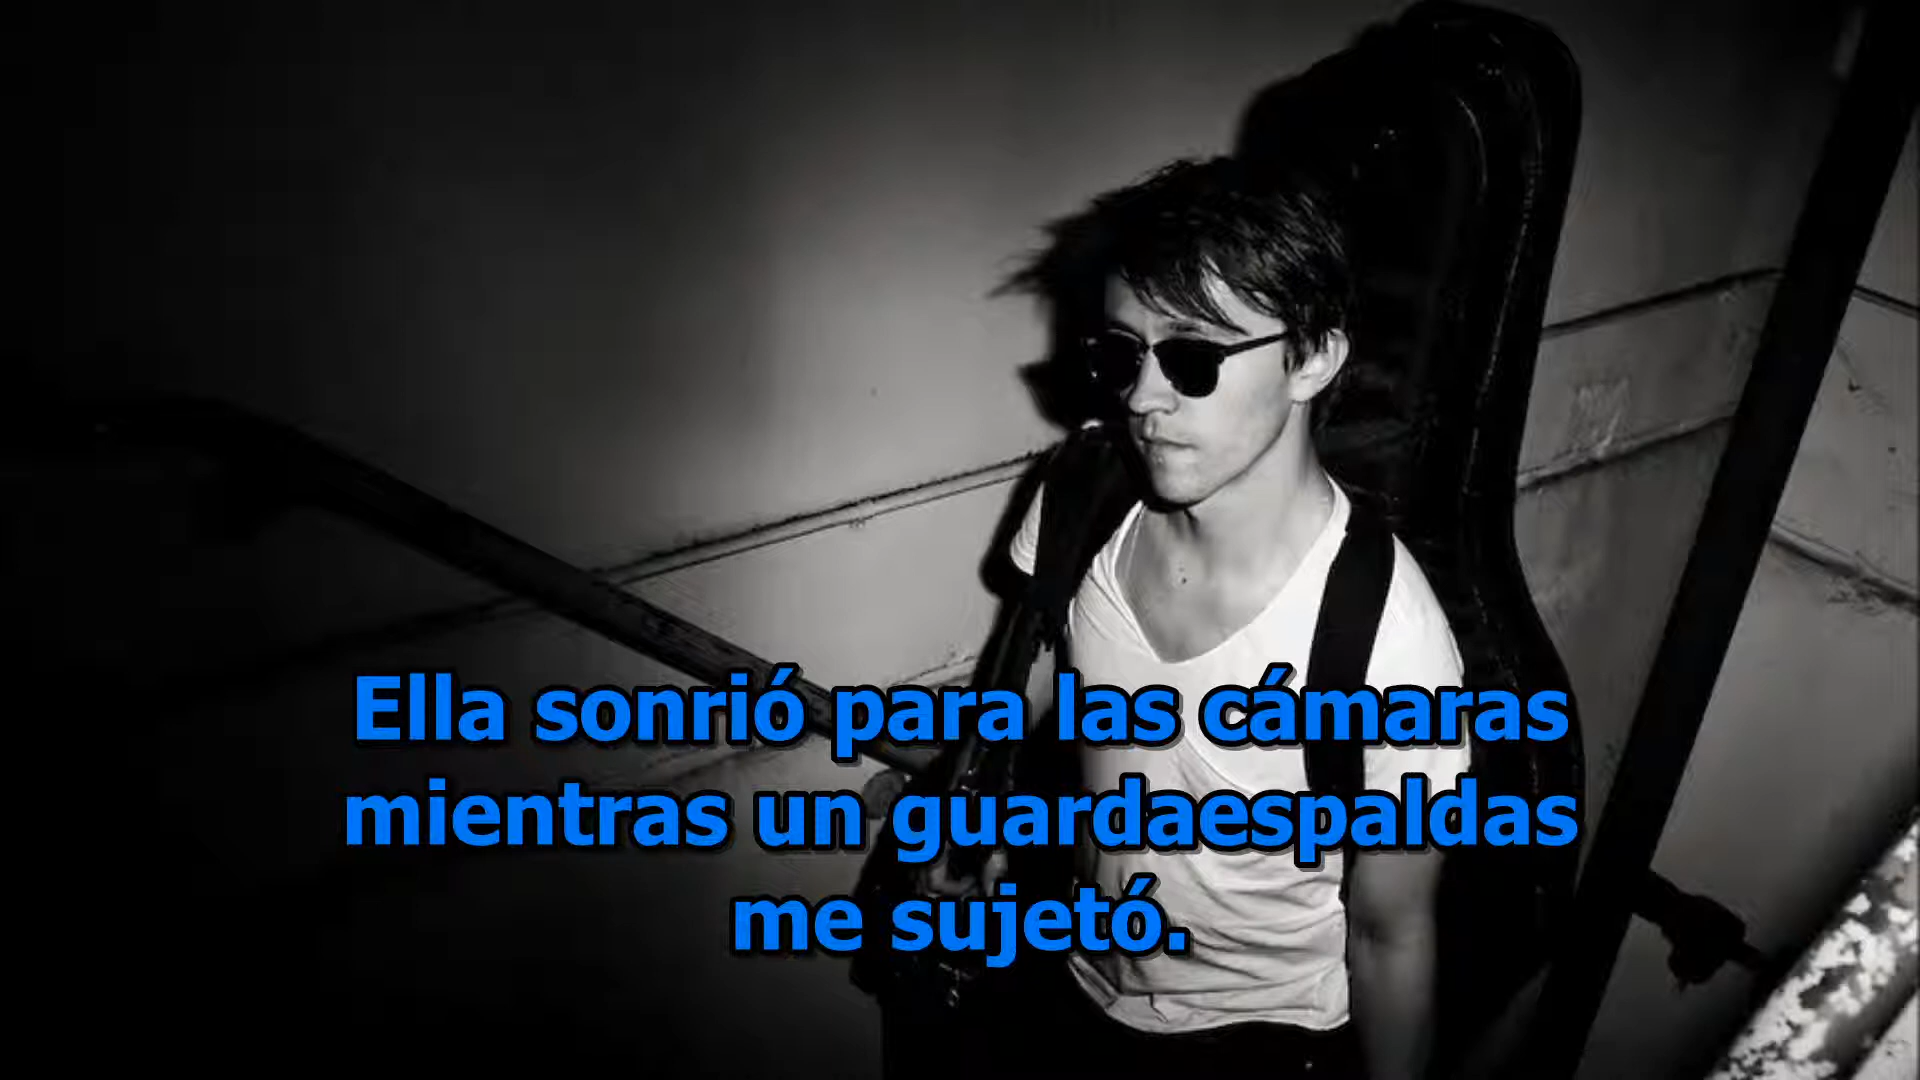 Ella sonrió para las cámaras
mientras un guardaespaldas
me sujetó.